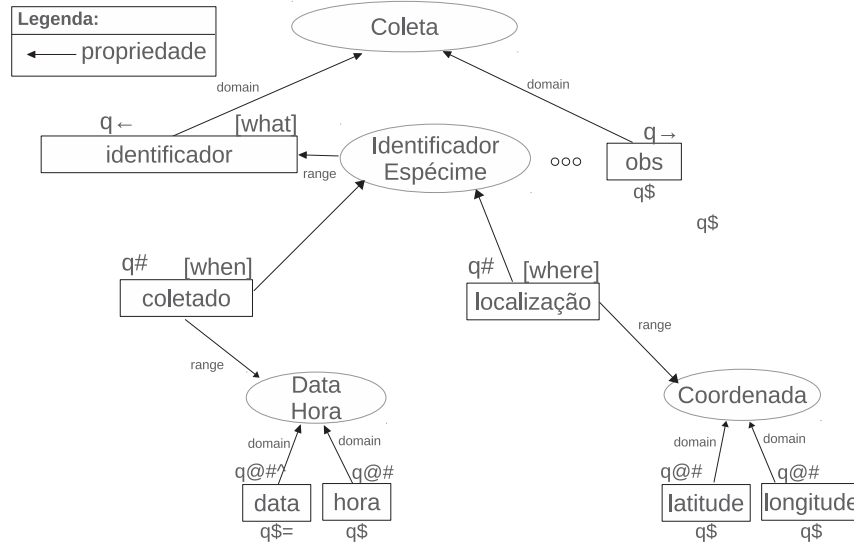 Legenda:
propriedade
Coleta
domain
domain
q← [what]
identificador
range
Identificador
Espécime
q→
obs
q$
q$
q# [when]
coletado
q# [where]
localização
range
range
Data
Hora
Coordenada
domain
domain
domain
domain
q@#^
q@#
q@#
q@#
data
hora
latitude
longitude
q$=
q$
q$
q$